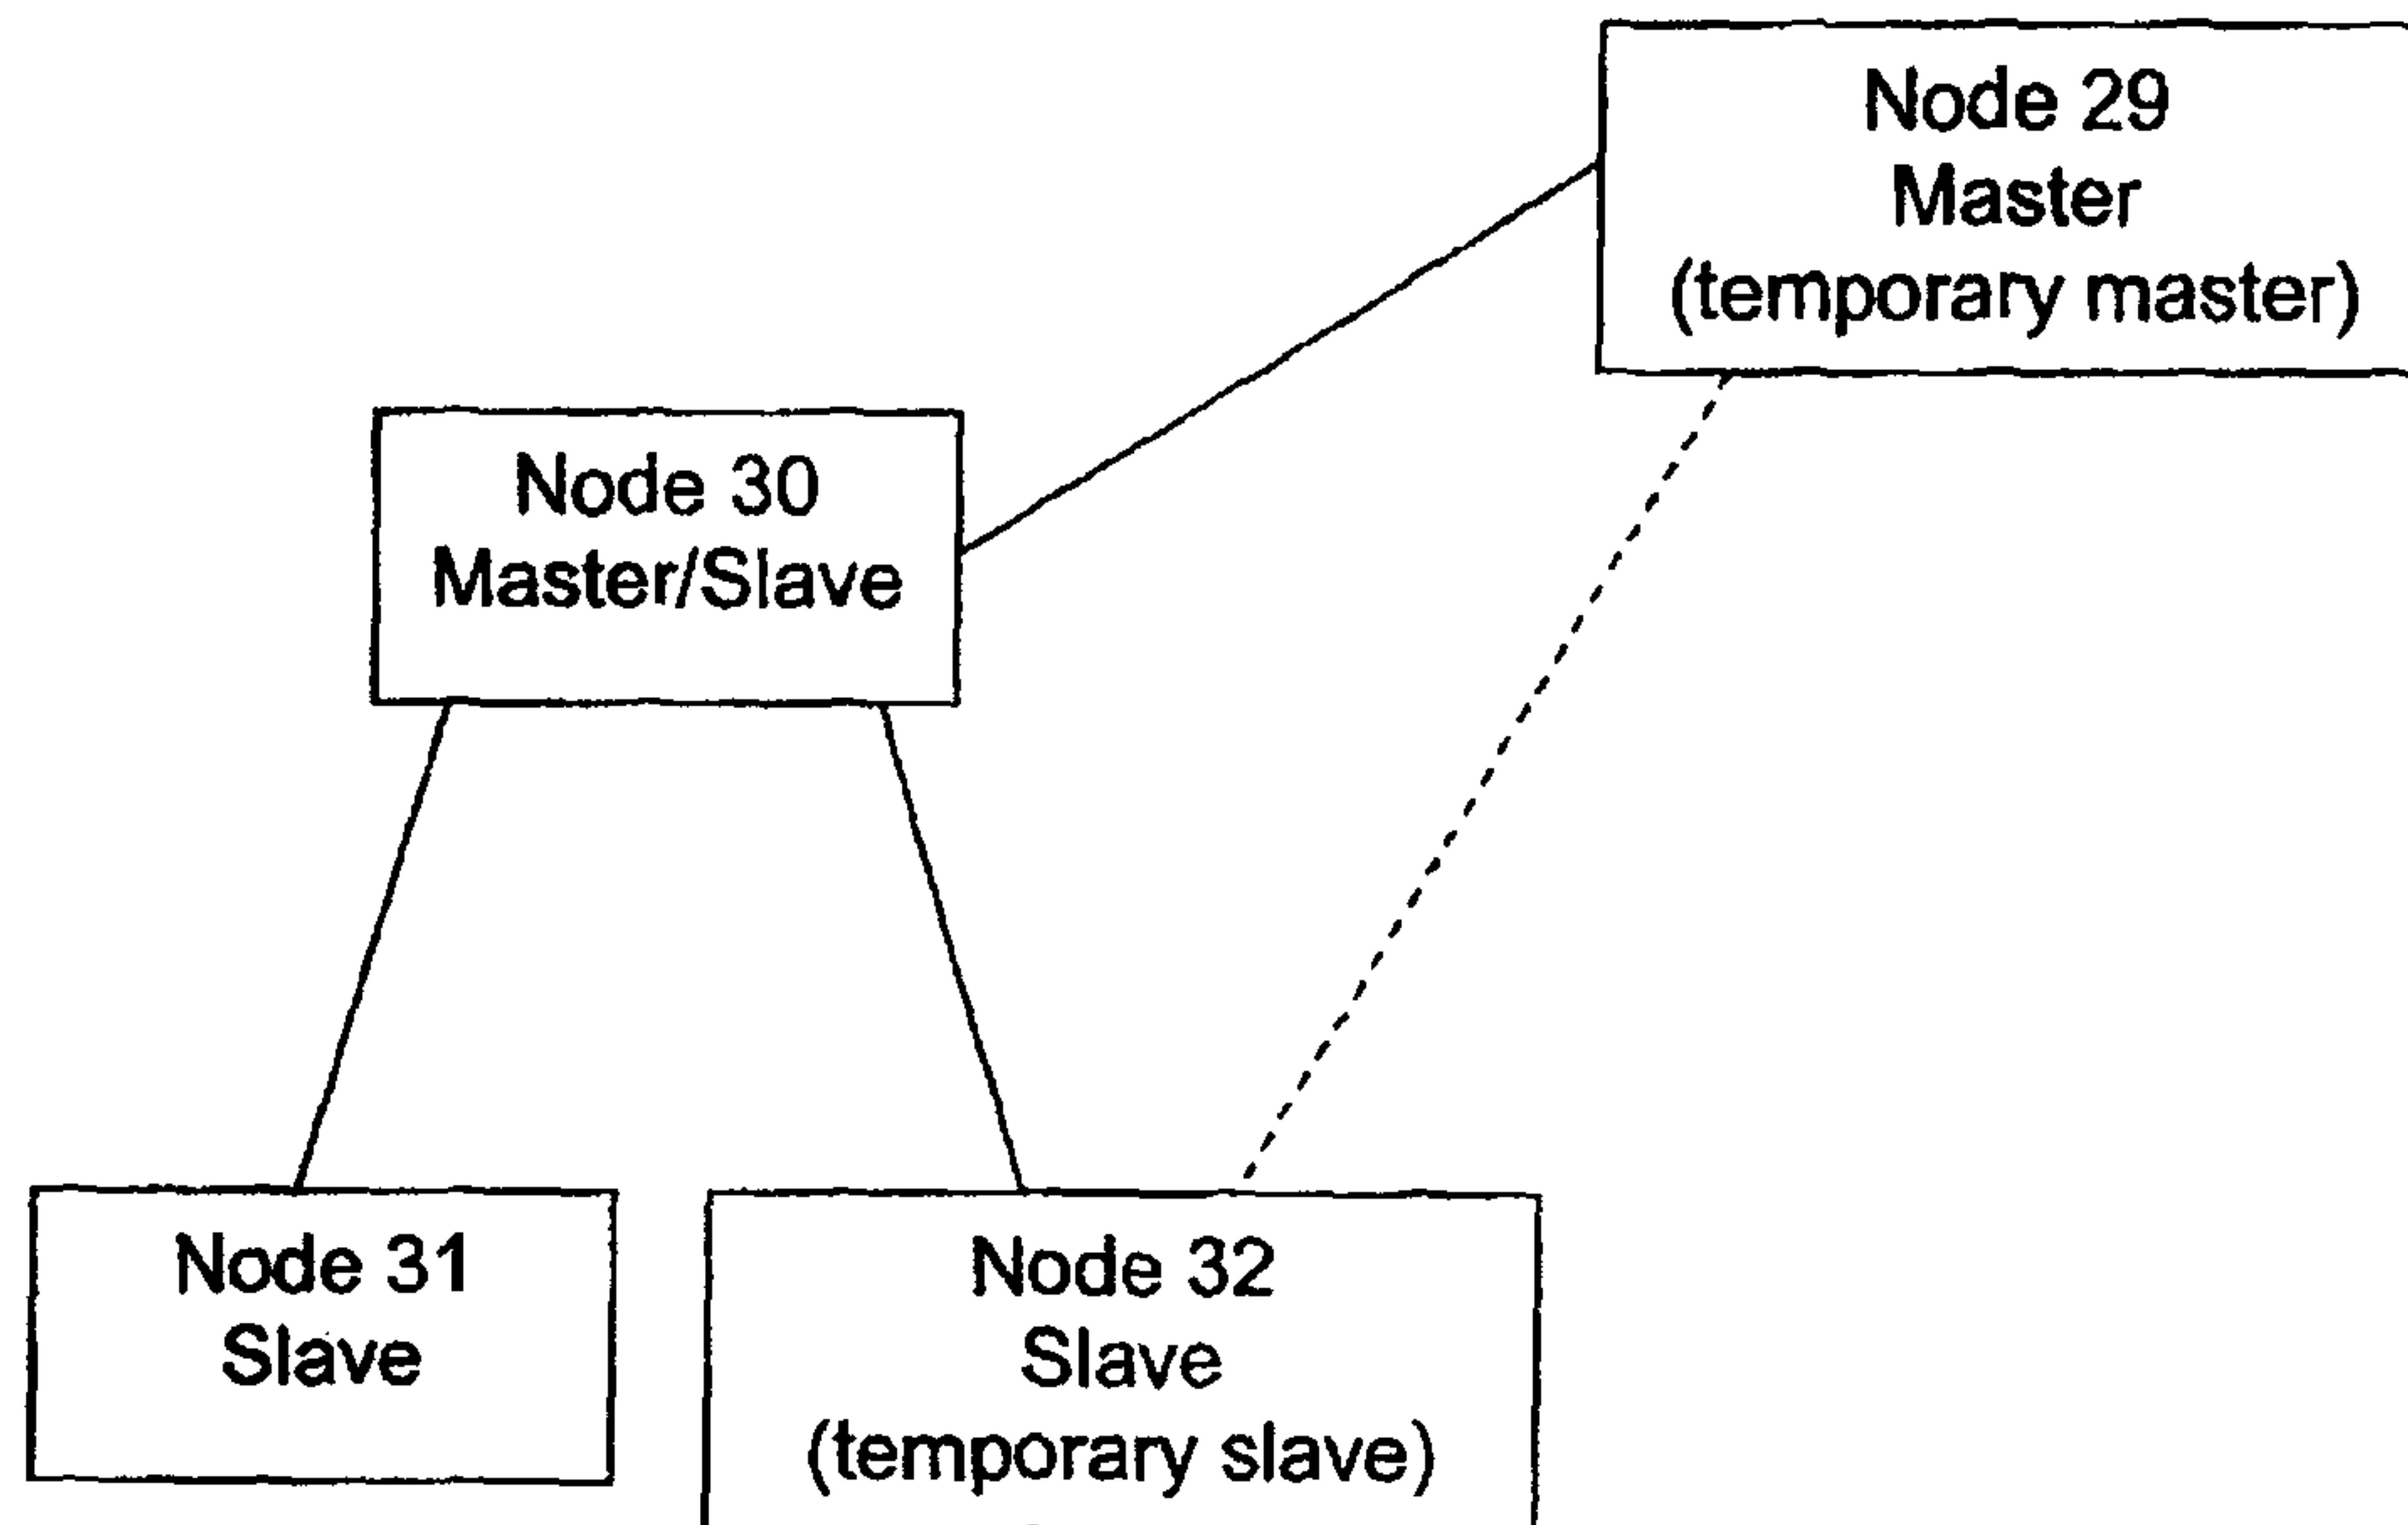 Node 29
Master
(temporary master)
Node 30
Master/Slave
Node 31
Slave
Node 32
Slave
(temporary slave)